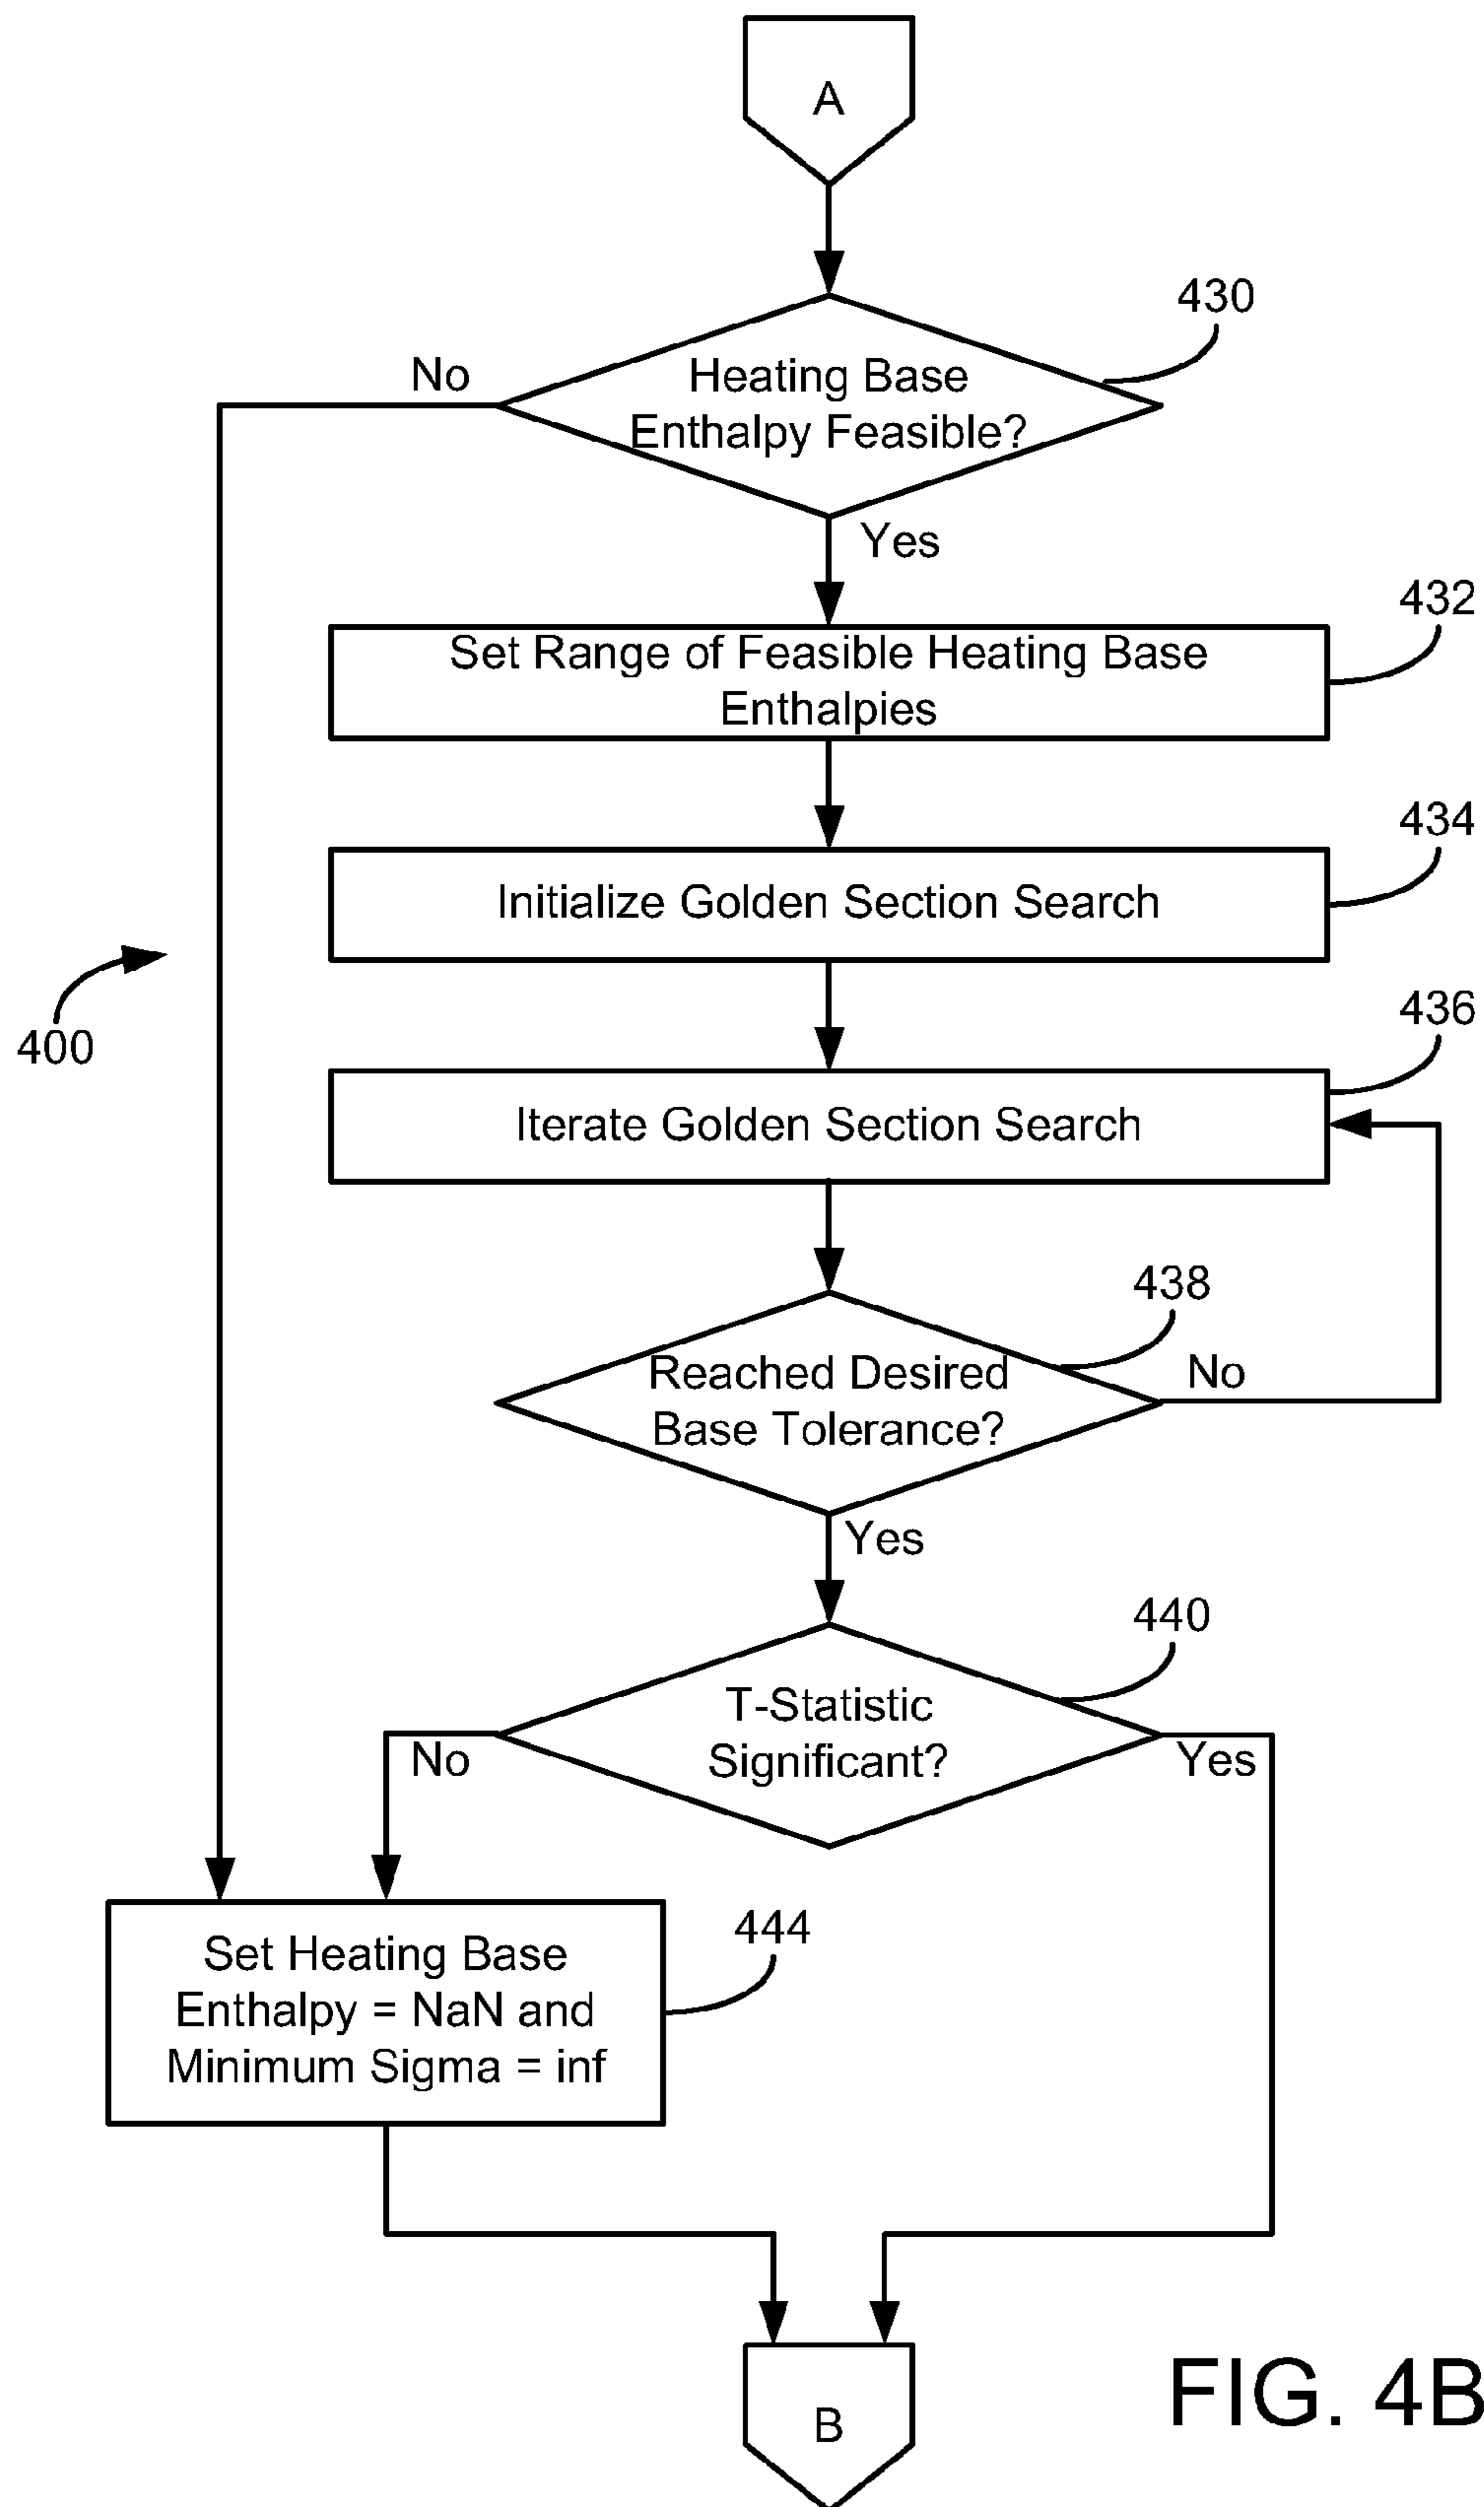 A
430
No
Heating Base
Enthalpy Feasible?
Yes
432
Set Range of Feasible Heating Base
Enthalpies
434
Initialize Golden Section Search
400
436
Iterate Golden Section Search
438
Reached Desired
Base Tolerance?
No
Yes
440
T-Statistic
Significant?
No
Yes
444
Set Heating Base
Enthalpy = NaN and
Minimum Sigma = inf
B
FIG. 4B